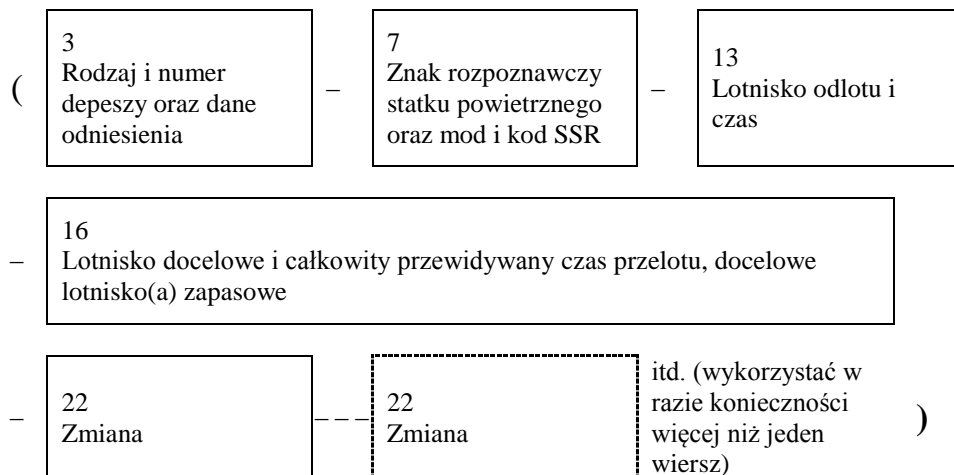 ( 3 – 7 – 13
Rodzaj i numer depeszy oraz dane odniesienia
Znak rozpoznawczy statku powietrznego oraz mod i kod SSR
Lotnisko odlotu i czas
– 16
Lotnisko docelowe i całkowity przewidywany czas przelotu, docelowe
lotnisko(a) zapasowe
– 22
Zmiana
– – – 22
Zmiana
itd. (wykorzystać w
razie konieczności
więcej niż jeden
wiersz)
)